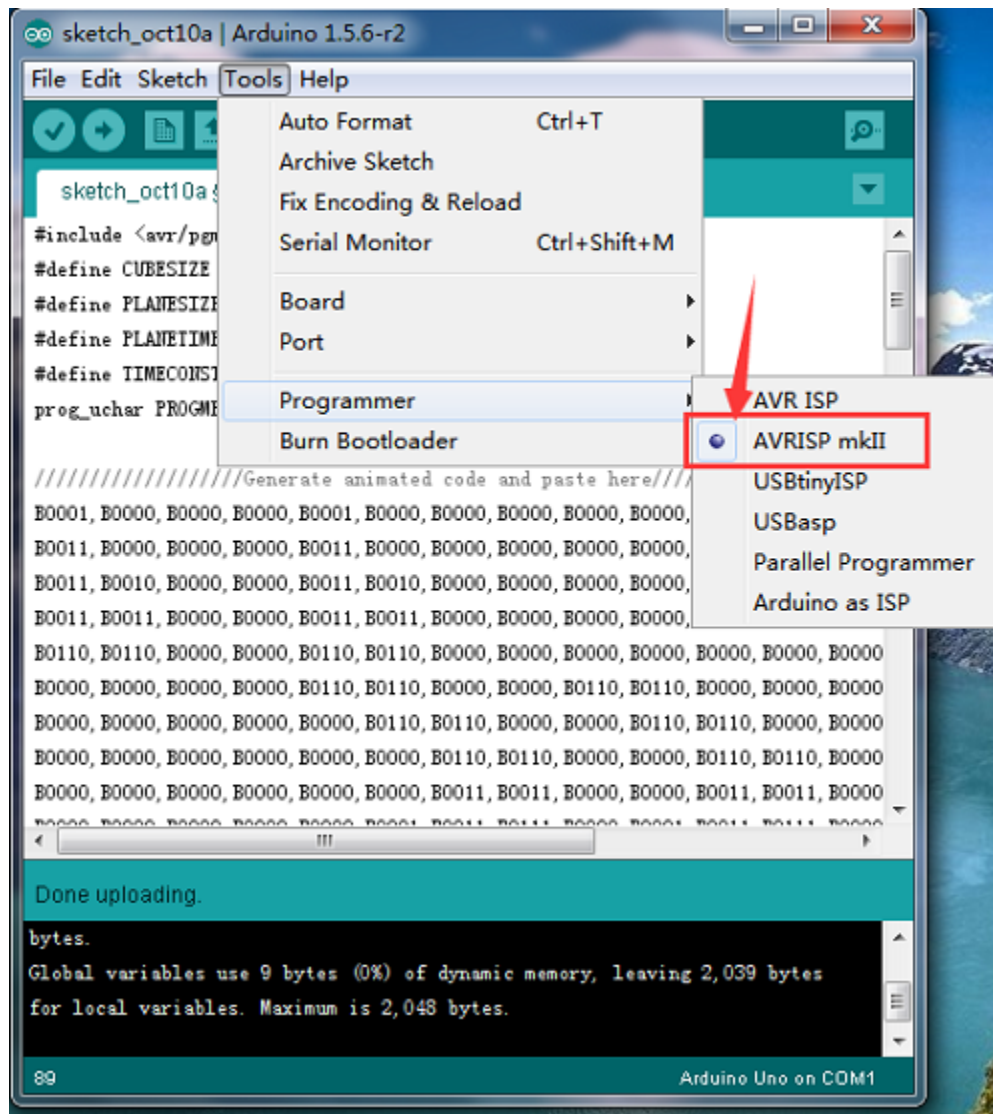 sketch_oct10a | Arduino 1.5.6-r2
File Edit Sketch Tools Help
Auto Format Ctrl+T
Archive Sketch
Fix Encoding & Reload
Serial Monitor Ctrl+Shift+M
Board
Port
Programmer
Burn Bootloader
AVR ISP
AVRISP mkII
USBtinyISP
USBasp
Parallel Programmer
Arduino as ISP
sketch_oct10a §
#include <avr/pgm
#define CUBESIZE
#define PLANESIZE
#define PLANETIME
#define TIMECONST
prog_uchar PROGME
///////////////////Generate animated code and paste here////
B0001, B0000, B0000, B0000, B0001, B0000, B0000, B0000, B0000, B0000,
B0011, B0000, B0000, B0000, B0011, B0000, B0000, B0000, B0000, B0000,
B0011, B0010, B0000, B0000, B0011, B0010, B0000, B0000, B0000, B0000,
B0011, B0011, B0000, B0000, B0011, B0011, B0000, B0000, B0000, B0000,
B0110, B0110, B0000, B0000, B0110, B0110, B0000, B0000, B0000, B0000, B0000, B0000, B0000
B0000, B0000, B0000, B0000, B0110, B0110, B0000, B0000, B0110, B0110, B0000, B0000, B0000
B0000, B0000, B0000, B0000, B0000, B0110, B0110, B0000, B0000, B0110, B0110, B0000, B0000
B0000, B0000, B0000, B0000, B0000, B0000, B0110, B0110, B0000, B0000, B0110, B0110, B0000
B0000, B0000, B0000, B0000, B0000, B0000, B0011, B0011, B0000, B0000, B0011, B0011, B0000
Done uploading.
bytes.
Global variables use 9 bytes (0%) of dynamic memory, leaving 2,039 bytes
for local variables. Maximum is 2,048 bytes.
89 Arduino Uno on COM1